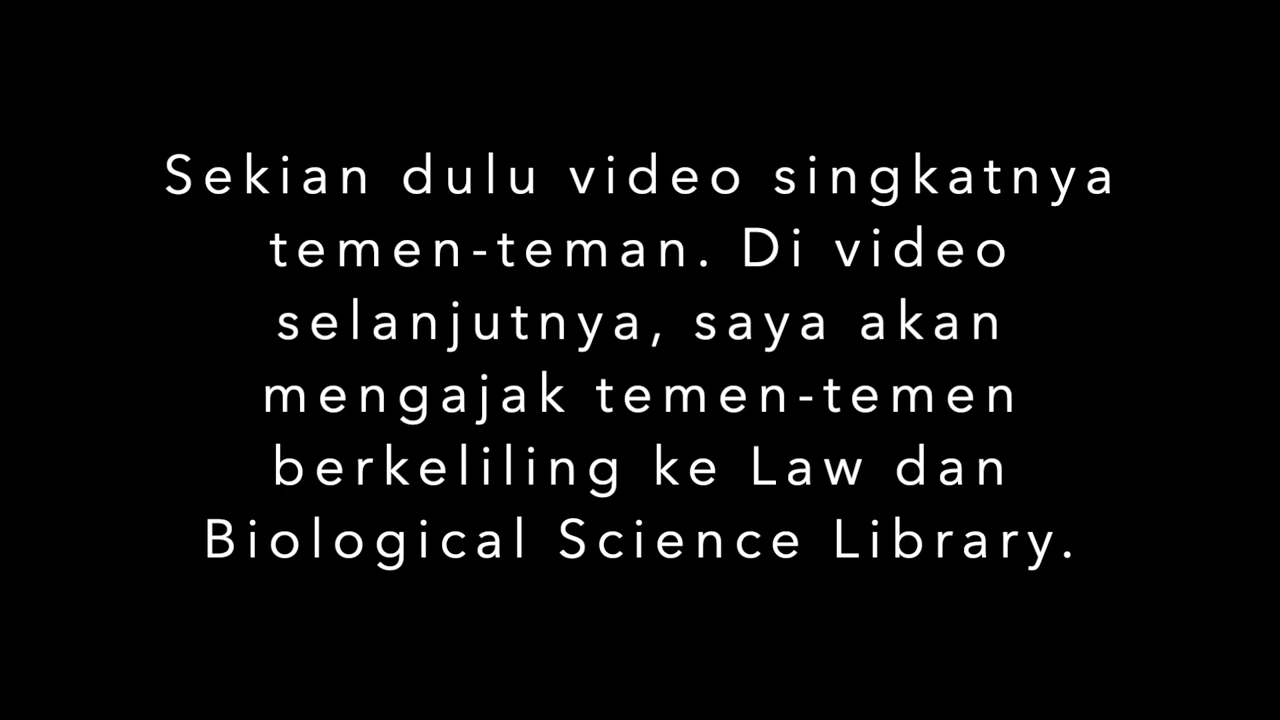 Sekian dulu video singkatnya
temen-teman. Di video
selanjutnya, saya akan
mengajak temen-temen
berkeliling ke Law dan
Biological Science Library.